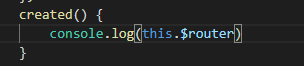 created() {
    console.log(this.$router)
}